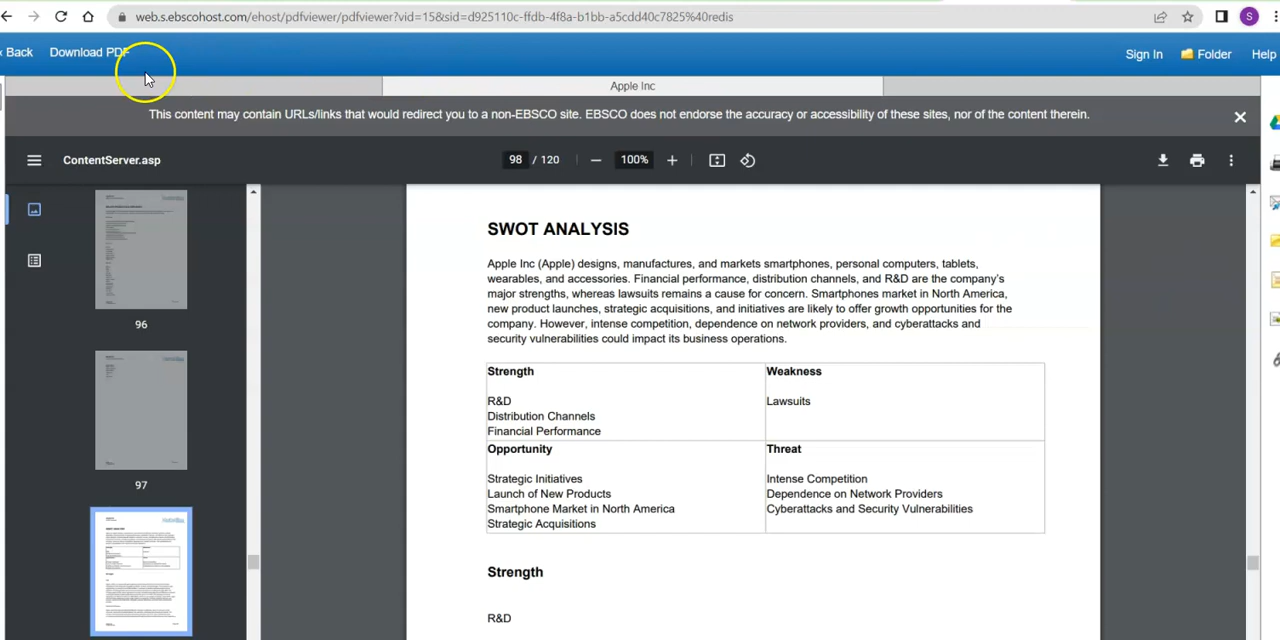 web.s.ebscohost.com/ehost/pdfviewer/pdfviewer?vid=15&sid=d925110c-ffdb-4f8a-b1bb-a5cdd40c7825%40redis
S
Back
Download PDF
Sign In
Folder
Help
Apple Inc
This content may contain URLs/links that would redirect you to a non-EBSCO site. EBSCO does not endorse the accuracy or accessibility of these sites, nor of the content therein.
ContentServer.asp
98 / 120
100%
96
97
SWOT ANALYSIS
Apple Inc (Apple) designs, manufactures, and markets smartphones, personal computers, tablets,
wearables, and accessories. Financial performance, distribution channels, and R&D are the company's
major strengths, whereas lawsuits remains a cause for concern. Smartphones market in North America,
new product launches, strategic acquisitions, and initiatives are likely to offer growth opportunities for the
company. However, intense competition, dependence on network providers, and cyberattacks and
security vulnerabilities could impact its business operations.
Strength
R&D
Distribution Channels
Financial Performance
Weakness
Lawsuits
Opportunity
Strategic Initiatives
Launch of New Products
Smartphone Market in North America
Strategic Acquisitions
Threat
Intense Competition
Dependence on Network Providers
Cyberattacks and Security Vulnerabilities
Strength
R&D